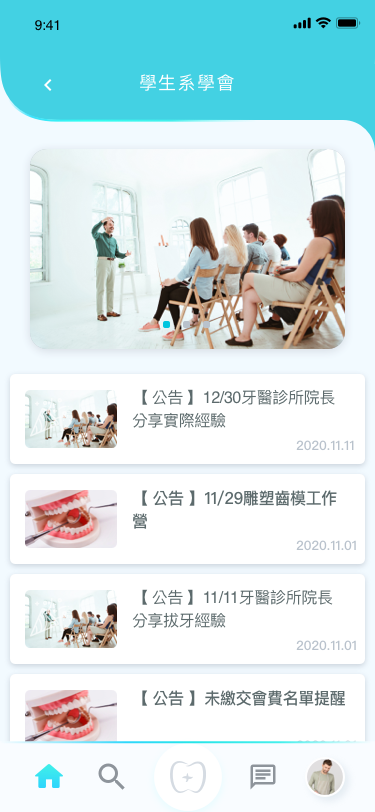 9:41
學生系學會
【 公告 】12/30牙醫診所院長
分享實際經驗
2020.11.11
【 公告 】11/29雕塑齒模工作
營
2020.11.01
【 公告 】11/11牙醫診所院長
分享拔牙經驗
2020.11.01
【 公告 】未繳交會費名單提醒